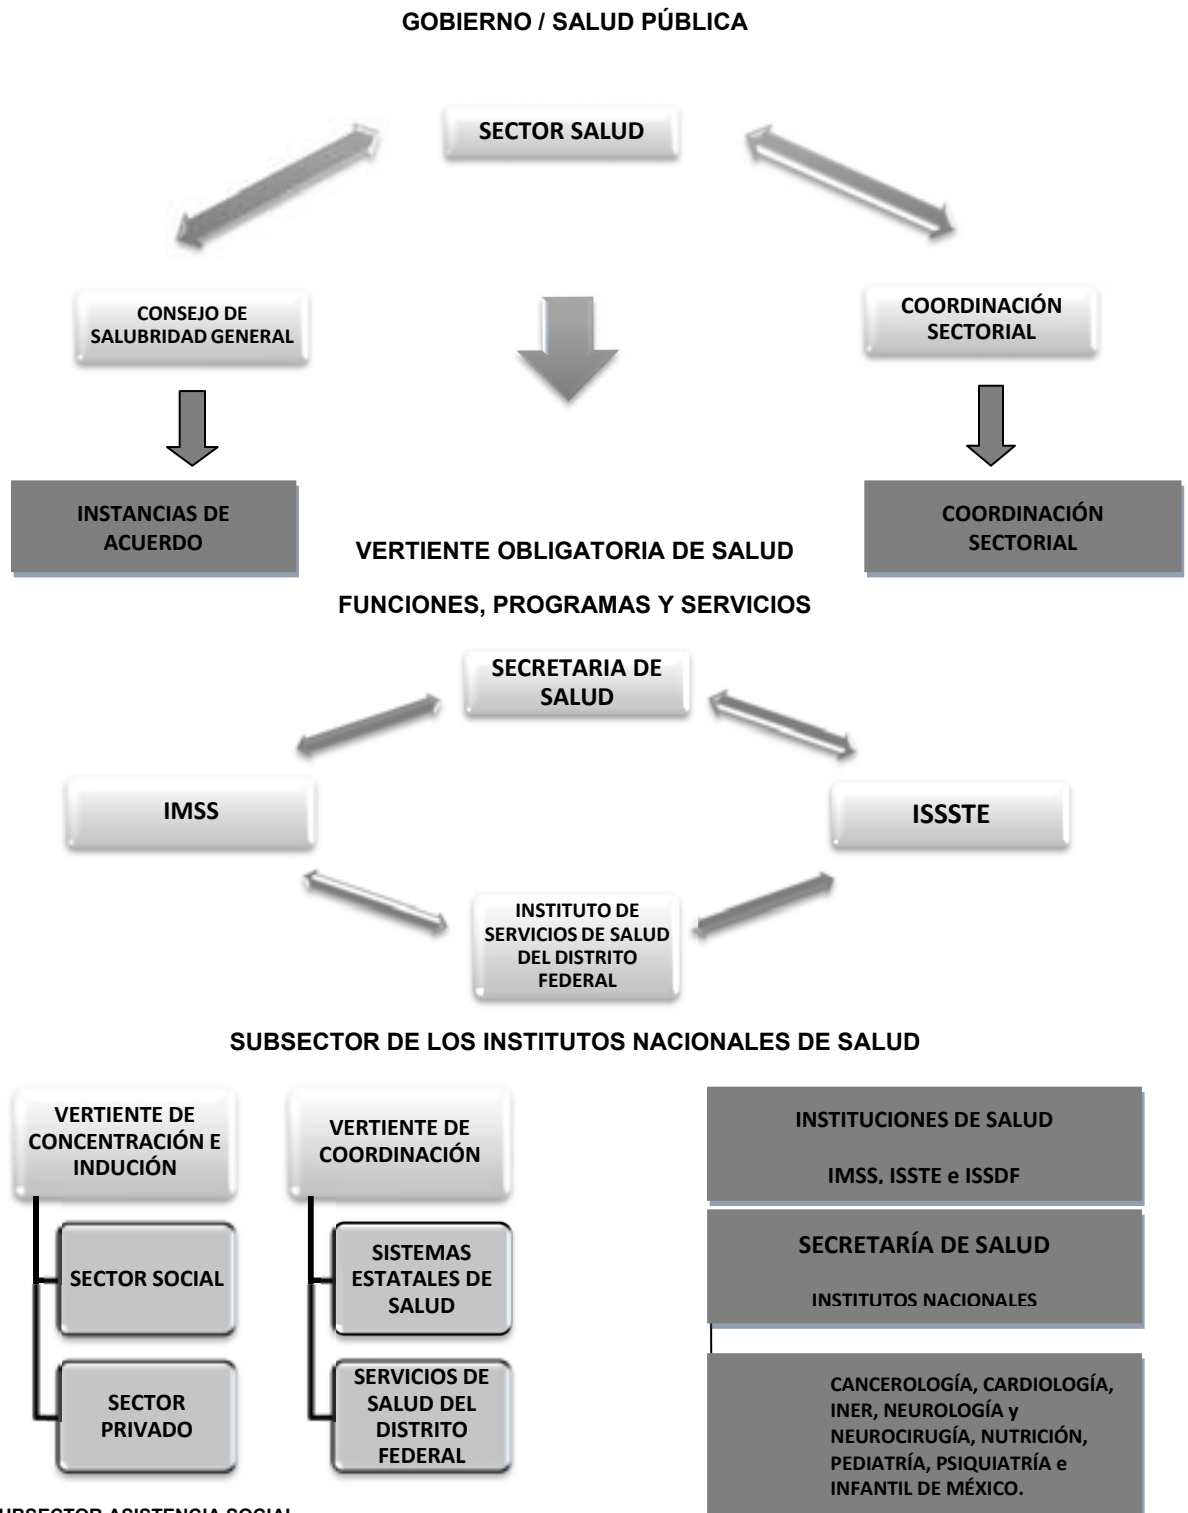 GOBIERNO / SALUD PÚBLICA
SECTOR SALUD
CONSEJO DE
SALUBRIDAD GENERAL
COORDINACIÓN
SECTORIAL
INSTANCIAS DE
ACUERDO
COORDINACIÓN
SECTORIAL
VERTIENTE OBLIGATORIA DE SALUD
FUNCIONES, PROGRAMAS Y SERVICIOS
SECRETARIA DE
SALUD
IMSS
ISSSTE
INSTITUTO DE
SERVICIOS DE SALUD
DEL DISTRITO
FEDERAL
SUBSECTOR DE LOS INSTITUTOS NACIONALES DE SALUD
VERTIENTE DE
CONCENTRACIÓN E
INDUCIÓN
SECTOR SOCIAL
SECTOR
PRIVADO
VERTIENTE DE
COORDINACIÓN
SISTEMAS
ESTATALES DE
SALUD
SERVICIOS DE
SALUD DEL
DISTRITO
FEDERAL
INSTITUCIONES DE SALUD
IMSS, ISSTE e ISSDF
SECRETARÍA DE SALUD
INSTITUTOS NACIONALES
CANCEROLOGÍA, CARDIOLOGÍA,
INER, NEUROLOGÍA y
NEUROCIRUGÍA, NUTRICIÓN,
PEDIATRÍA, PSIQUIATRÍA e
INFANTIL DE MÉXICO.
ASISTENCIA SOCIAL